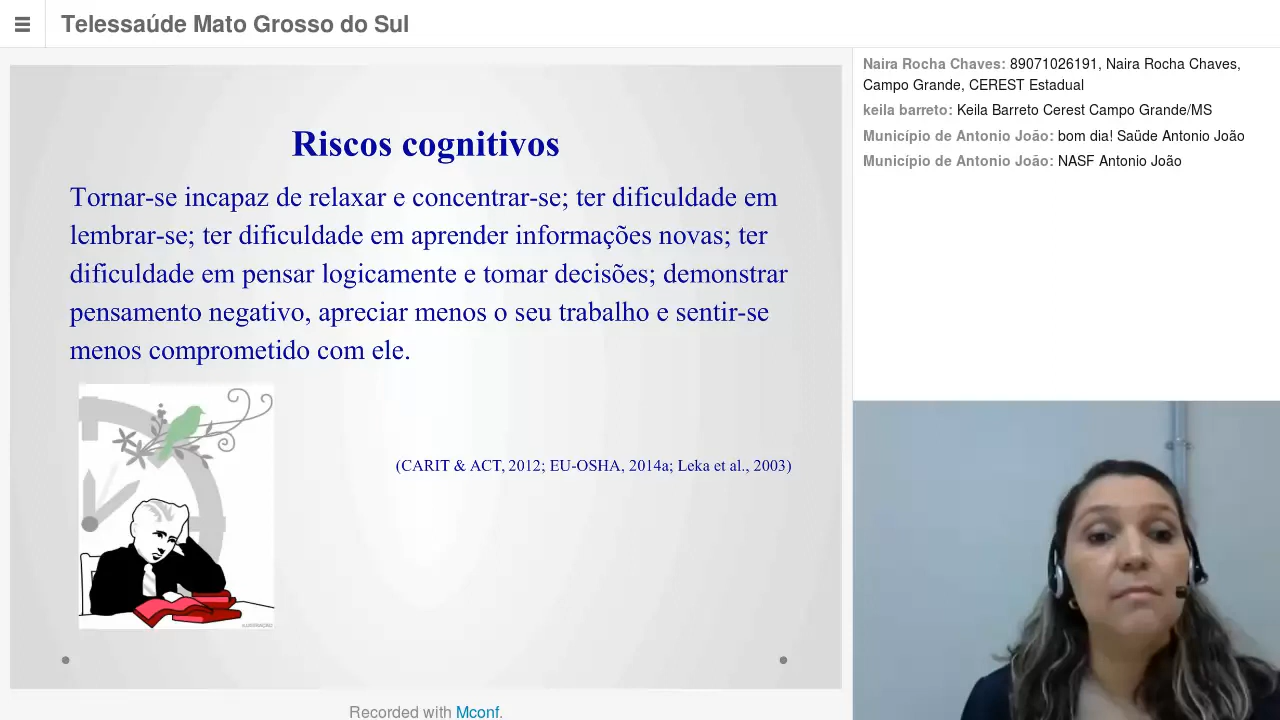 Telessaúde Mato Grosso do Sul
Riscos cognitivos
Tornar-se incapaz de relaxar e concentrar-se; ter dificuldade em
lembrar-se; ter dificuldade em aprender informações novas; ter
dificuldade em pensar logicamente e tomar decisões; demonstrar
pensamento negativo, apreciar menos o seu trabalho e sentir-se
menos comprometido com ele.
(CARIT & ACT, 2012; EU-OSHA, 2014a; Leka et al., 2003)
Recorded with Mconf.
Naira Rocha Chaves: 89071026191, Naira Rocha Chaves,
Campo Grande, CEREST Estadual
keila barreto: Keila Barreto Cerest Campo Grande/MS
Município de Antonio João: bom dia! Saüde Antonio João
Município de Antonio João: NASF Antonio João